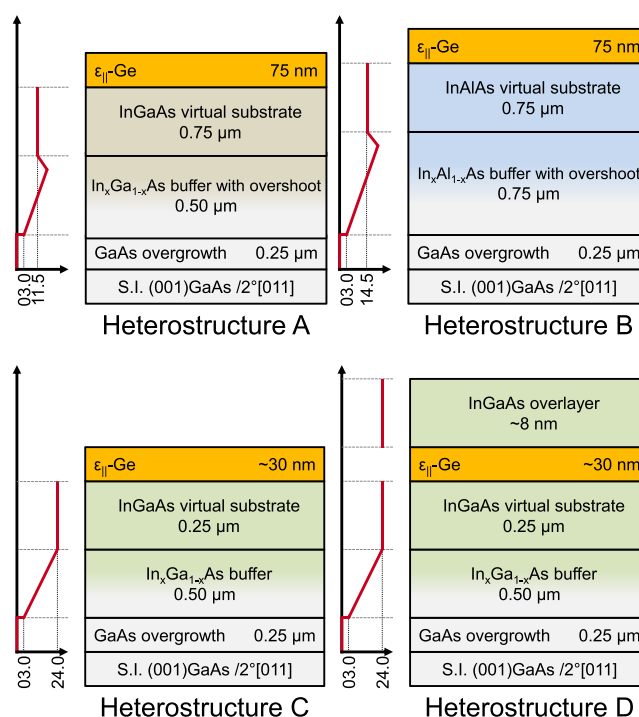 ε||-Ge 75 nm
InGaAs virtual substrate
0.75 µm
InxGa1-xAs buffer with overshoot
0.50 µm
GaAs overgrowth 0.25 µm
S.I. (001)GaAs /2°[011]
03.0
11.5
Heterostructure A
ε||-Ge 75 nm
InAlAs virtual substrate
0.75 µm
InxAl1-xAs buffer with overshoot
0.75 µm
GaAs overgrowth 0.25 µm
S.I. (001)GaAs /2°[011]
03.0
14.5
Heterostructure B
ε||-Ge ~30 nm
InGaAs virtual substrate
0.25 µm
InxGa1-xAs buffer
0.50 µm
GaAs overgrowth 0.25 µm
S.I. (001)GaAs /2°[011]
03.0
24.0
Heterostructure C
InGaAs overlayer
~8 nm
ε||-Ge ~30 nm
InGaAs virtual substrate
0.25 µm
InxGa1-xAs buffer
0.50 µm
GaAs overgrowth 0.25 µm
S.I. (001)GaAs /2°[011]
03.0
24.0
Heterostructure D